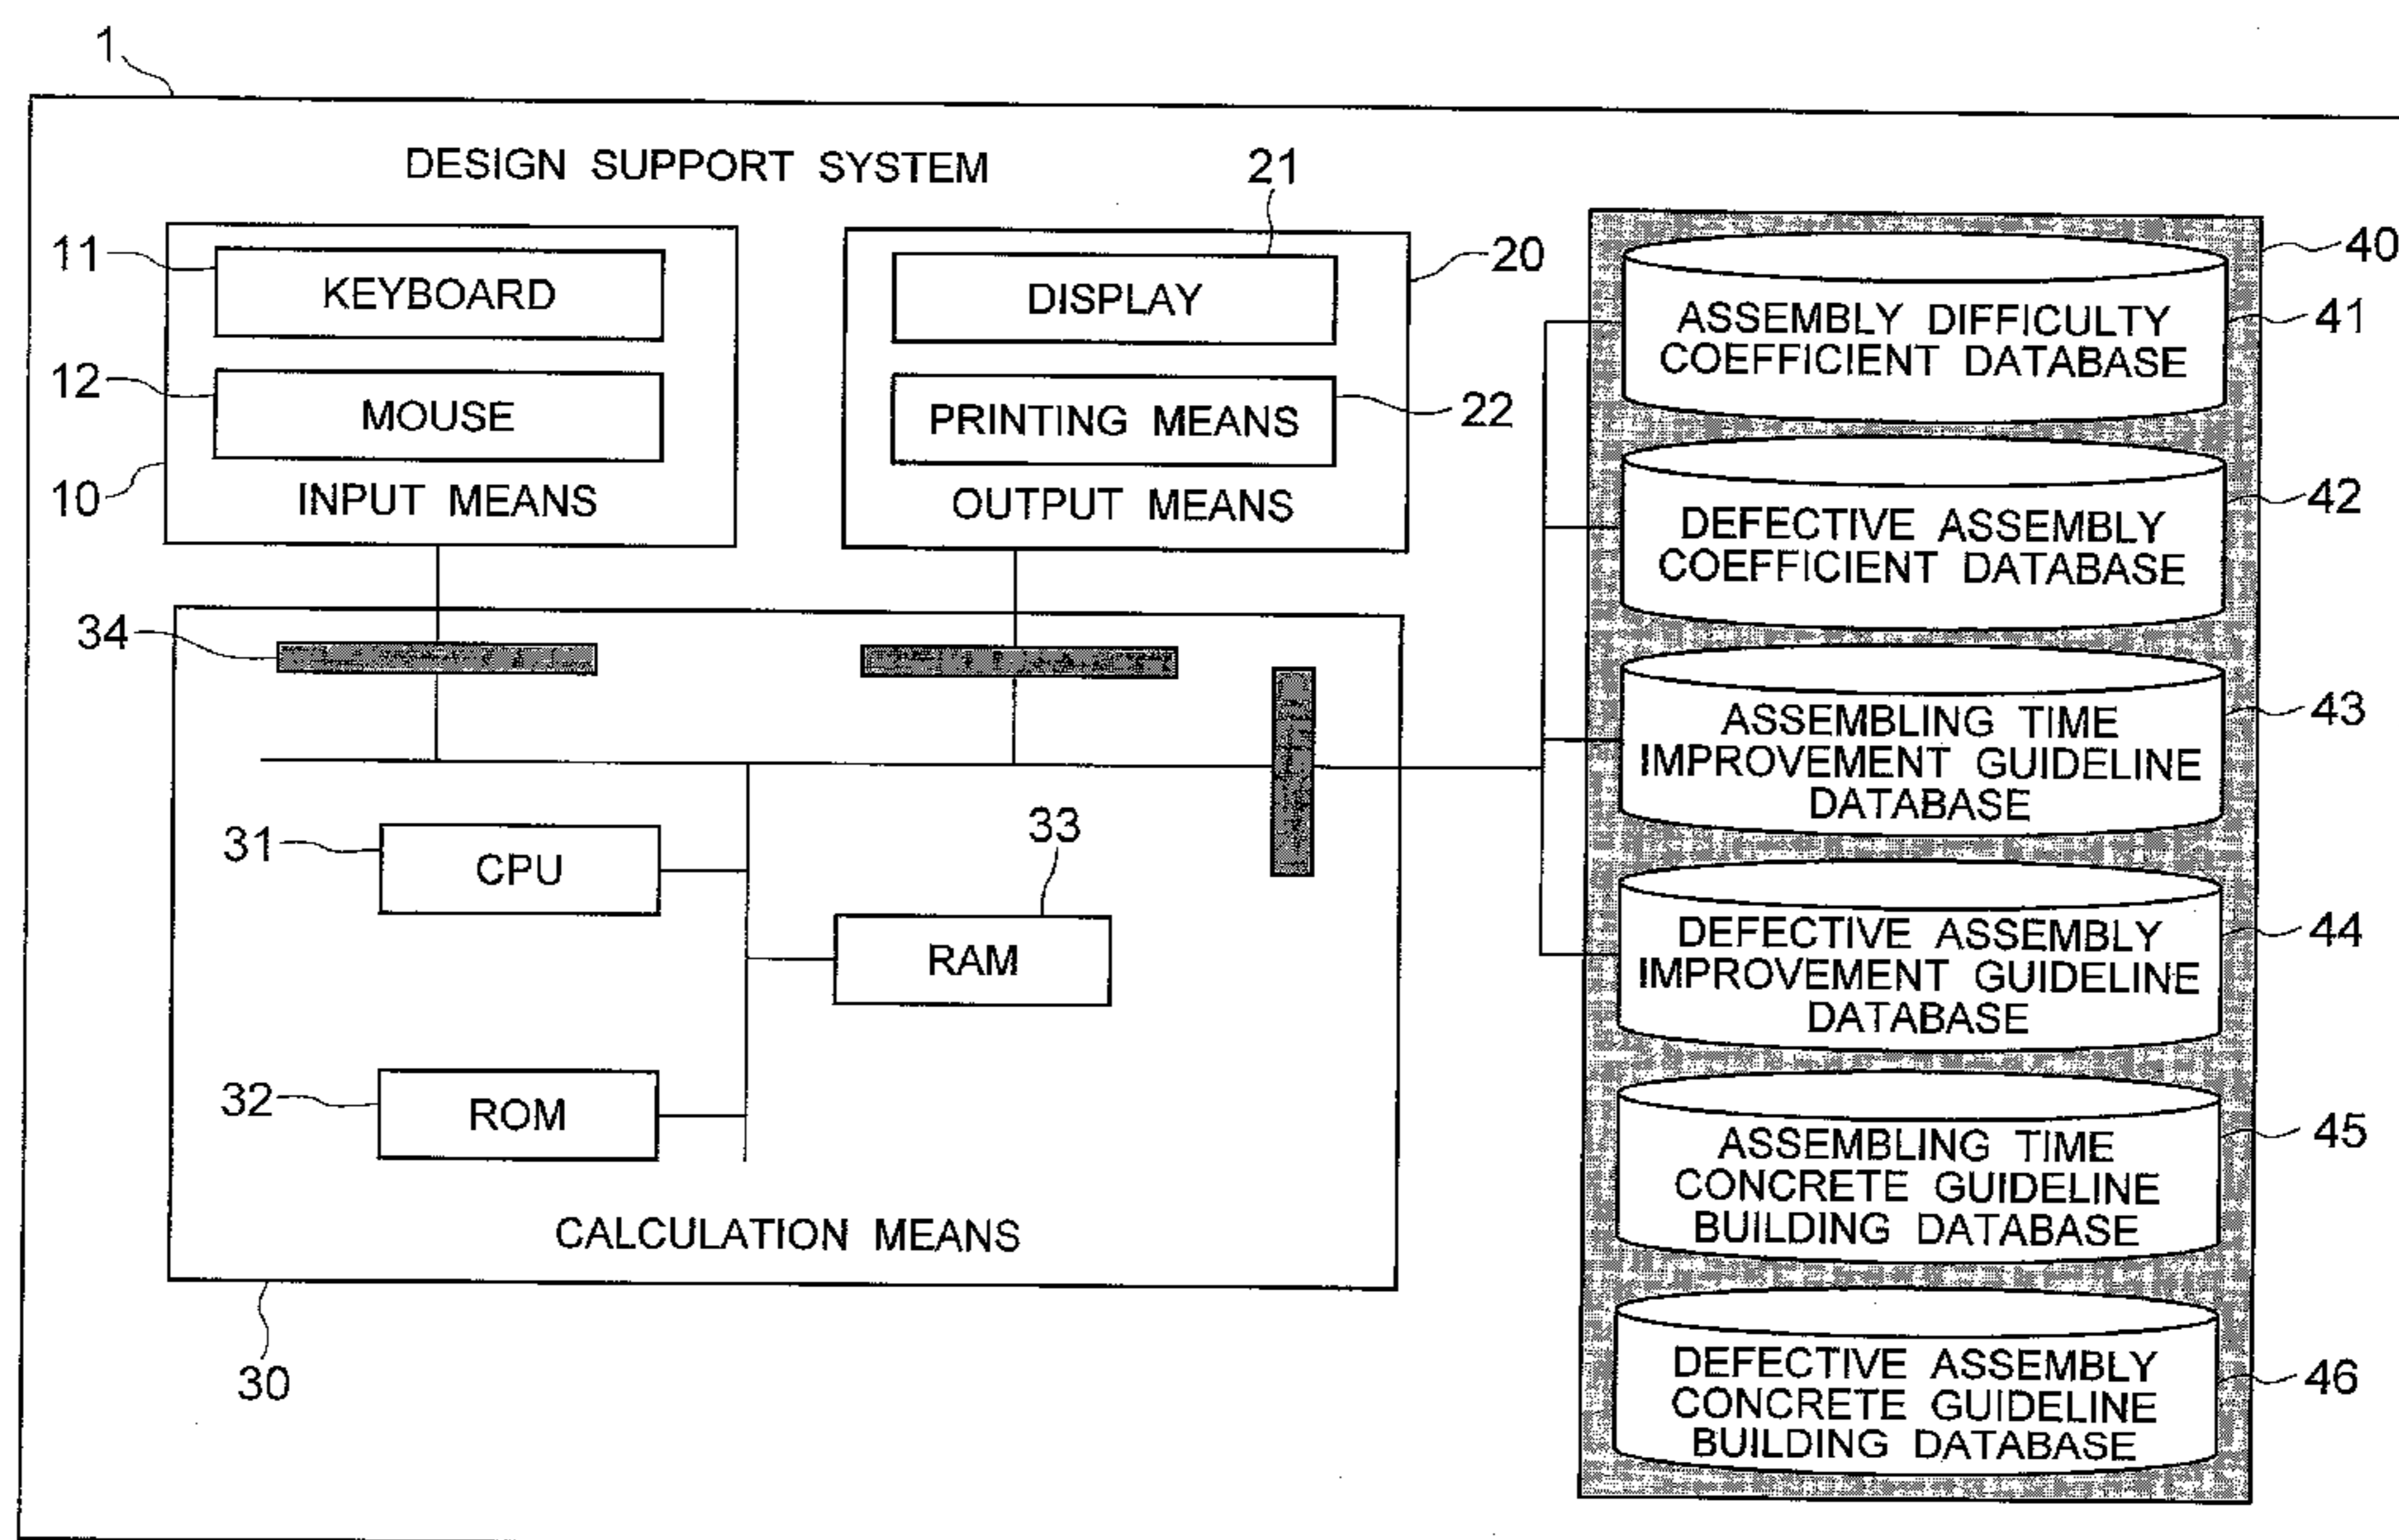 1
DESIGN SUPPORT SYSTEM
21
11
KEYBOARD
DISPLAY
20
12
MOUSE
PRINTING MEANS
22
10
INPUT MEANS
OUTPUT MEANS
34
31
CPU
33
RAM
32
ROM
CALCULATION MEANS
30
40
ASSEMBLY DIFFICULTY
COEFFICIENT DATABASE
41
DEFECTIVE ASSEMBLY
COEFFICIENT DATABASE
42
ASSEMBLING TIME
IMPROVEMENT GUIDELINE
DATABASE
43
DEFECTIVE ASSEMBLY
IMPROVEMENT GUIDELINE
DATABASE
44
ASSEMBLING TIME
CONCRETE GUIDELINE
BUILDING DATABASE
45
DEFECTIVE ASSEMBLY
CONCRETE GUIDELINE
BUILDING DATABASE
46